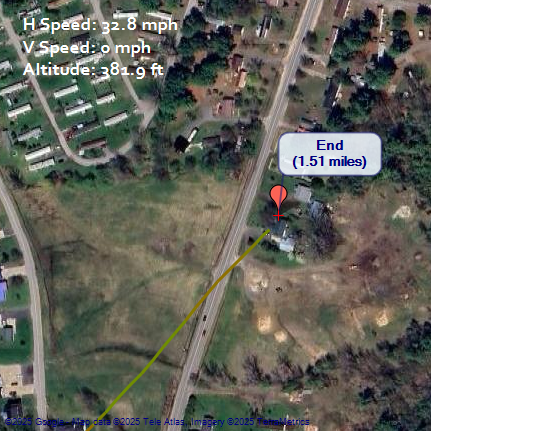 H Speed: 32.8 mph
V Speed: 0 mph
Altitude: 381.9 ft
End
(1.51 miles)
©2025 Google - Map data ©2025 Tele Atlas, Imagery ©2025 TerraMetrics